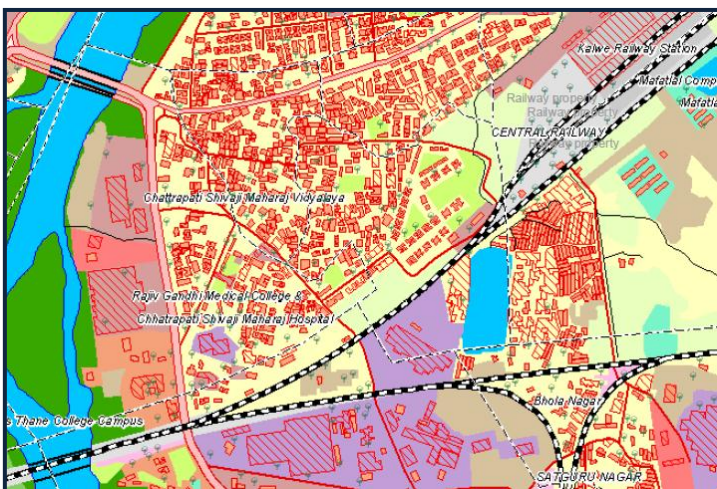 Kalwe Railway Station
Mafatlal Comp
Mafatla
Railway property
Railway property
CENTRAL RAILWAY
Railway property
Chattrapati Shivaji Maharaj Vidyalaya
Rajiv Gandhi Medical College &
Chhatrapati Shivaji Maharaj Hospital
s Thane College Campus
Bhola Nagar
SATGURU NAGAR